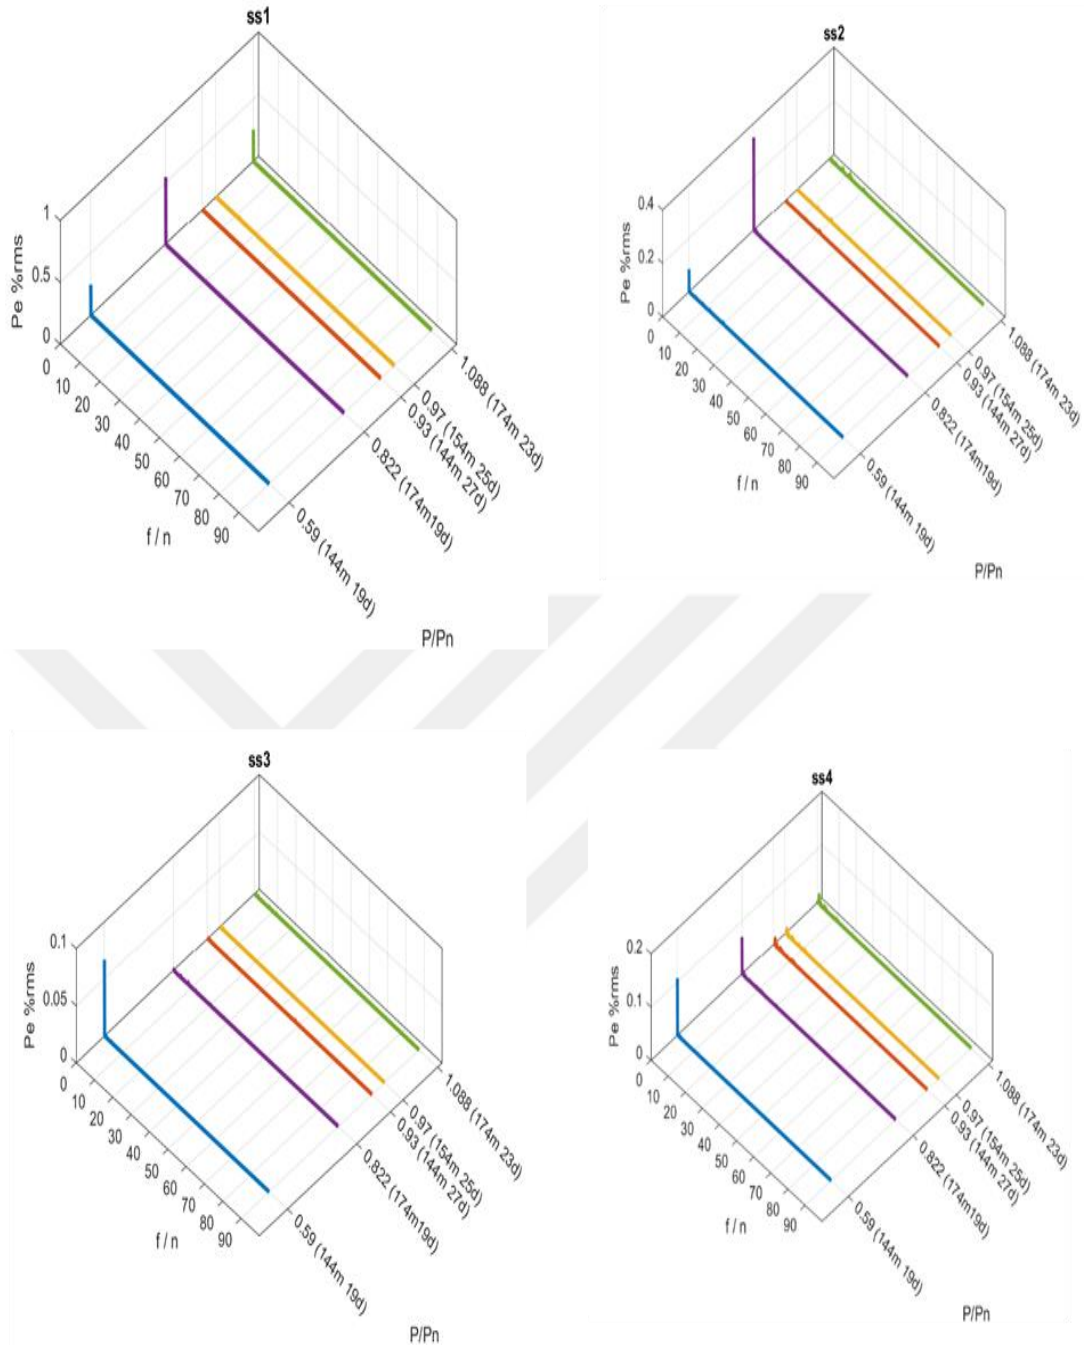 ss1
Pe %rms
1
0.5
0
0
10
20
30
40
50
60
70
80
90
f / n
0.59 (144m 19d)
0.822 (174m19d)
0.93 (144m 27d)
0.97 (154m 25d)
1.088 (174m 23d)
P/Pn
ss2
Pe %rms
0.4
0.2
0
0
10
20
30
40
50
60
70
80
90
f / n
0.59 (144m 19d)
0.822 (174m19d)
0.93 (144m 27d)
0.97 (154m 25d)
1.088 (174m 23d)
P/Pn
ss3
Pe %rms
0.1
0.05
0
0
10
20
30
40
50
60
70
80
90
f / n
0.59 (144m 19d)
0.822 (174m19d)
0.93 (144m 27d)
0.97 (154m 25d)
1.088 (174m 23d)
P/Pn
ss4
Pe %rms
0.2
0.1
0
0
10
20
30
40
50
60
70
80
90
f / n
0.59 (144m 19d)
0.822 (174m19d)
0.93 (144m 27d)
0.97 (154m 25d)
1.088 (174m 23d)
P/Pn